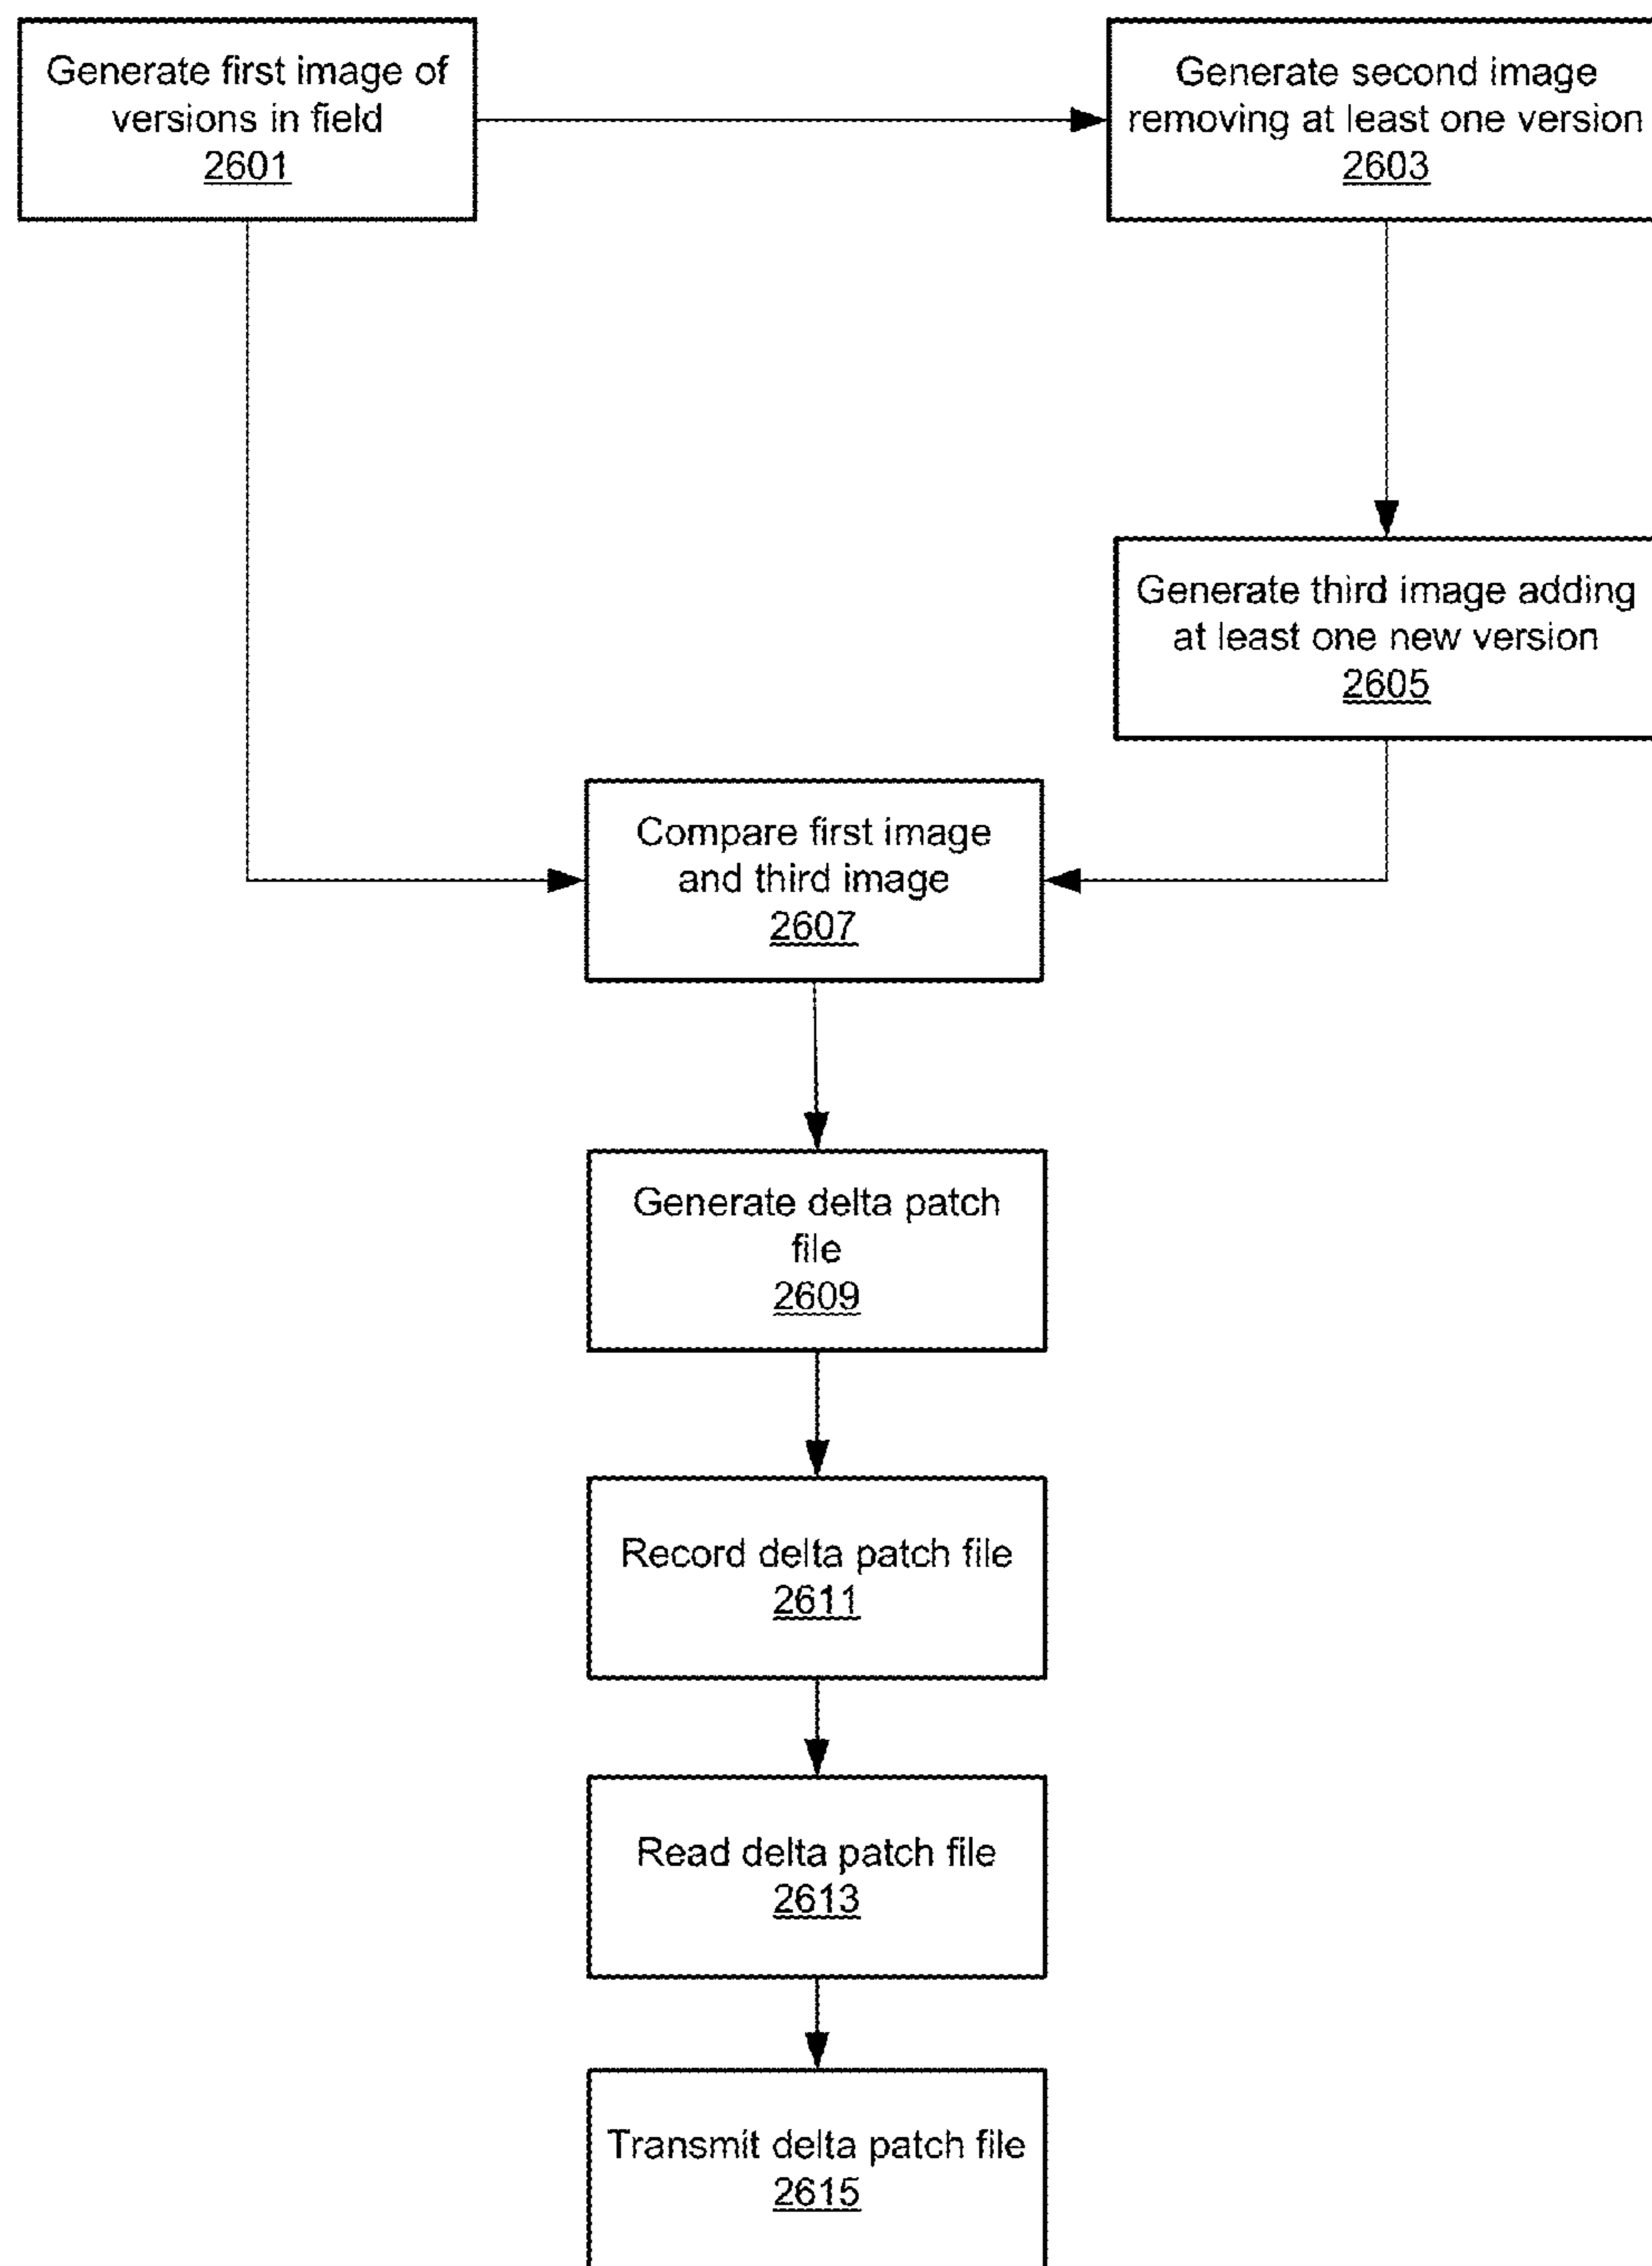 Generate first image of
versions in field
2601
Generate second image
removing at least one version
2603
Generate third image adding
at least one new version
2605
Compare first image
and third image
2607
Generate delta patch
file
2609
Record delta patch file
2611
Read delta patch file
2613
Transmit delta patch file
2615